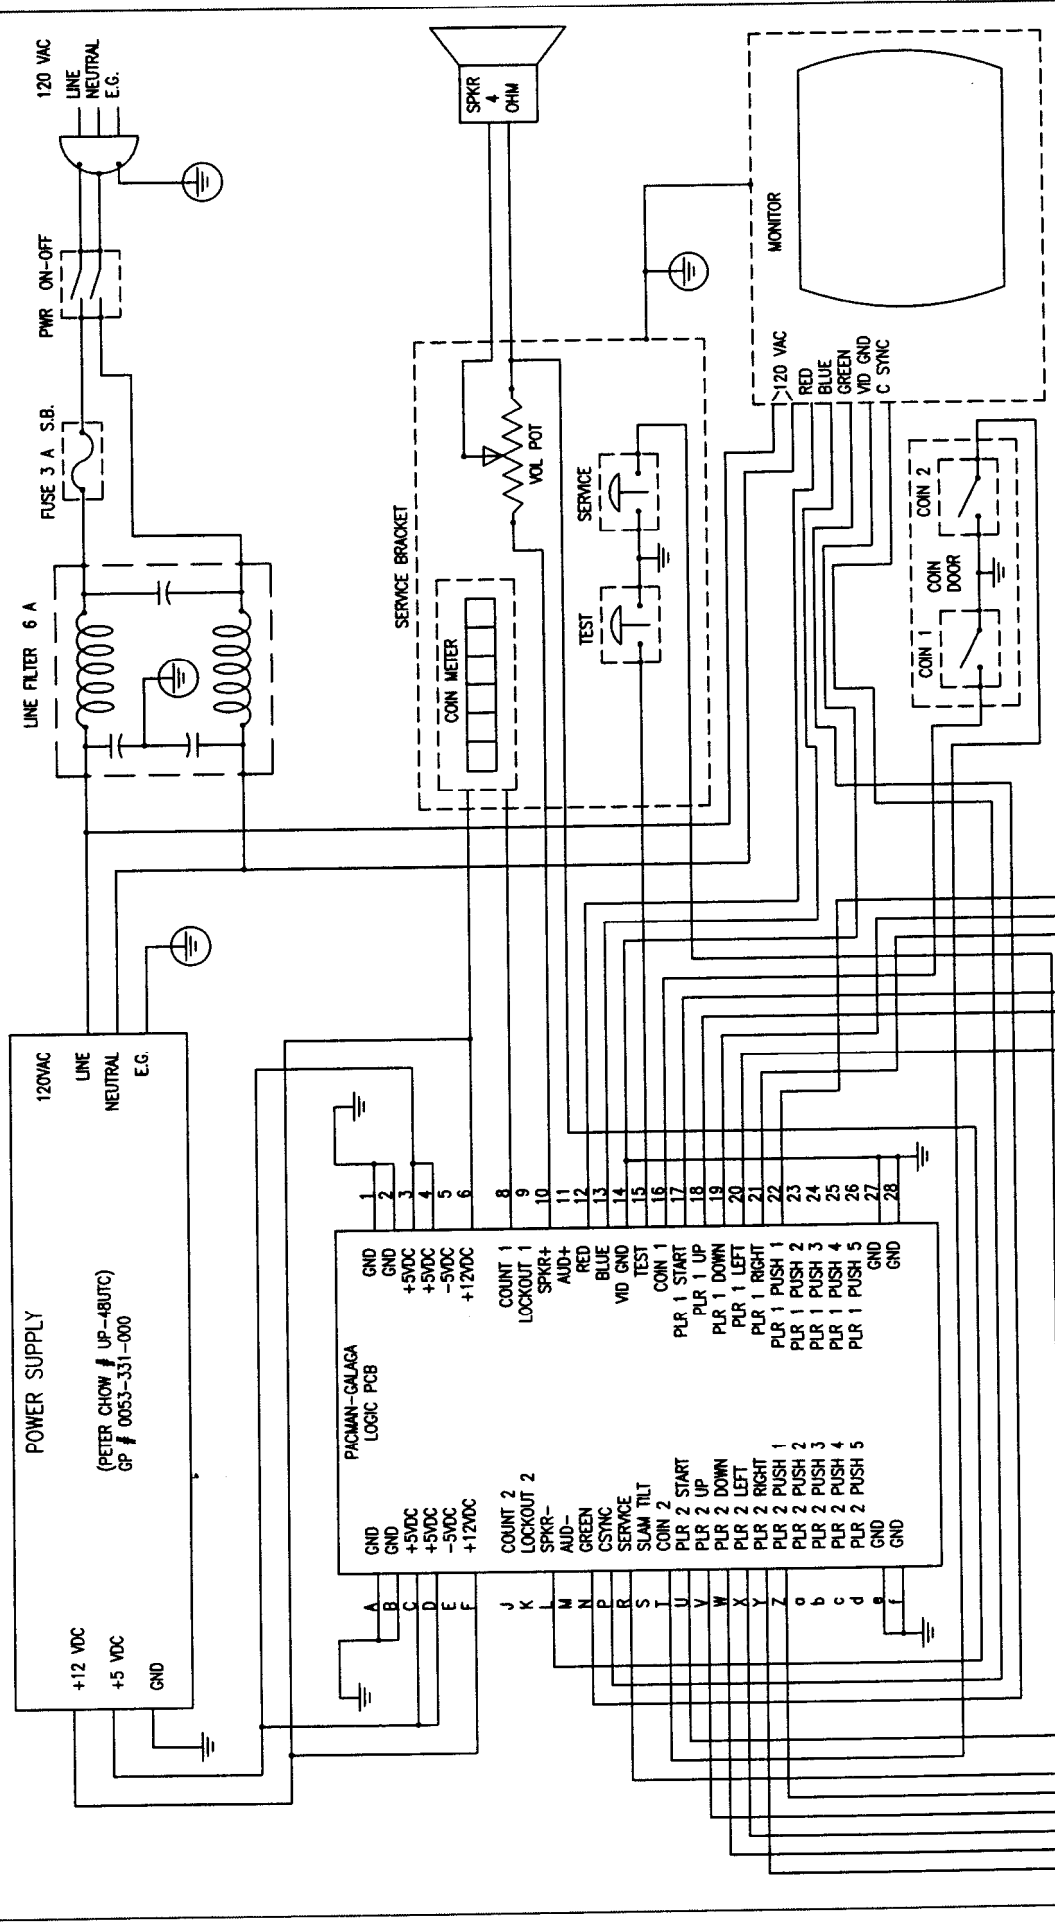 120 VAC
LINE
NEUTRAL
E.G.
PWR ON-OFF
FUSE 3 A S.B.
LINE FILTER 6 A
SPKR
4
OHM
SERVICE BRACKET
COIN METER
VOL POT
SERVICE
TEST
MONITOR
>120 VAC
RED
BLUE
GREEN
VID GND
C SYNC
COIN 2
COIN
DOOR
COIN 1
POWER SUPPLY
(PETER CHOW # UP-48UTC)
GP # 0053-331-000
120VAC
LINE
NEUTRAL
E.G.
+12 VDC
+5 VDC
GND
PACMAN-GALAGA
LOGIC PCB
GND 1
GND 2
+5VDC 3
+5VDC 4
-5VDC 5
+12VDC 6
COUNT 1 8
LOCKOUT 1 9
SPKR+ 10
AUD+ 11
RED 12
BLUE 13
VID GND 14
TEST 15
COIN 1 16
PLR 1 START 17
PLR 1 UP 18
PLR 1 DOWN 19
PLR 1 LEFT 20
PLR 1 RIGHT 21
PLR 1 PUSH 1 22
PLR 1 PUSH 2 23
PLR 1 PUSH 3 24
PLR 1 PUSH 4 25
PLR 1 PUSH 5 26
GND 27
GND 28
A GND
B GND
C +5VDC
D +5VDC
E -5VDC
F +12VDC
J COUNT 2
K LOCKOUT 2
L SPKR-
M AUD-
N GREEN
P CSYNC
R SERVICE
S SLAM TILT
T COIN 2
U PLR 2 START
V PLR 2 UP
W PLR 2 DOWN
X PLR 2 LEFT
Y PLR 2 RIGHT
Z PLR 2 PUSH 1
a PLR 2 PUSH 2
b PLR 2 PUSH 3
c PLR 2 PUSH 4
d PLR 2 PUSH 5
e GND
f GND